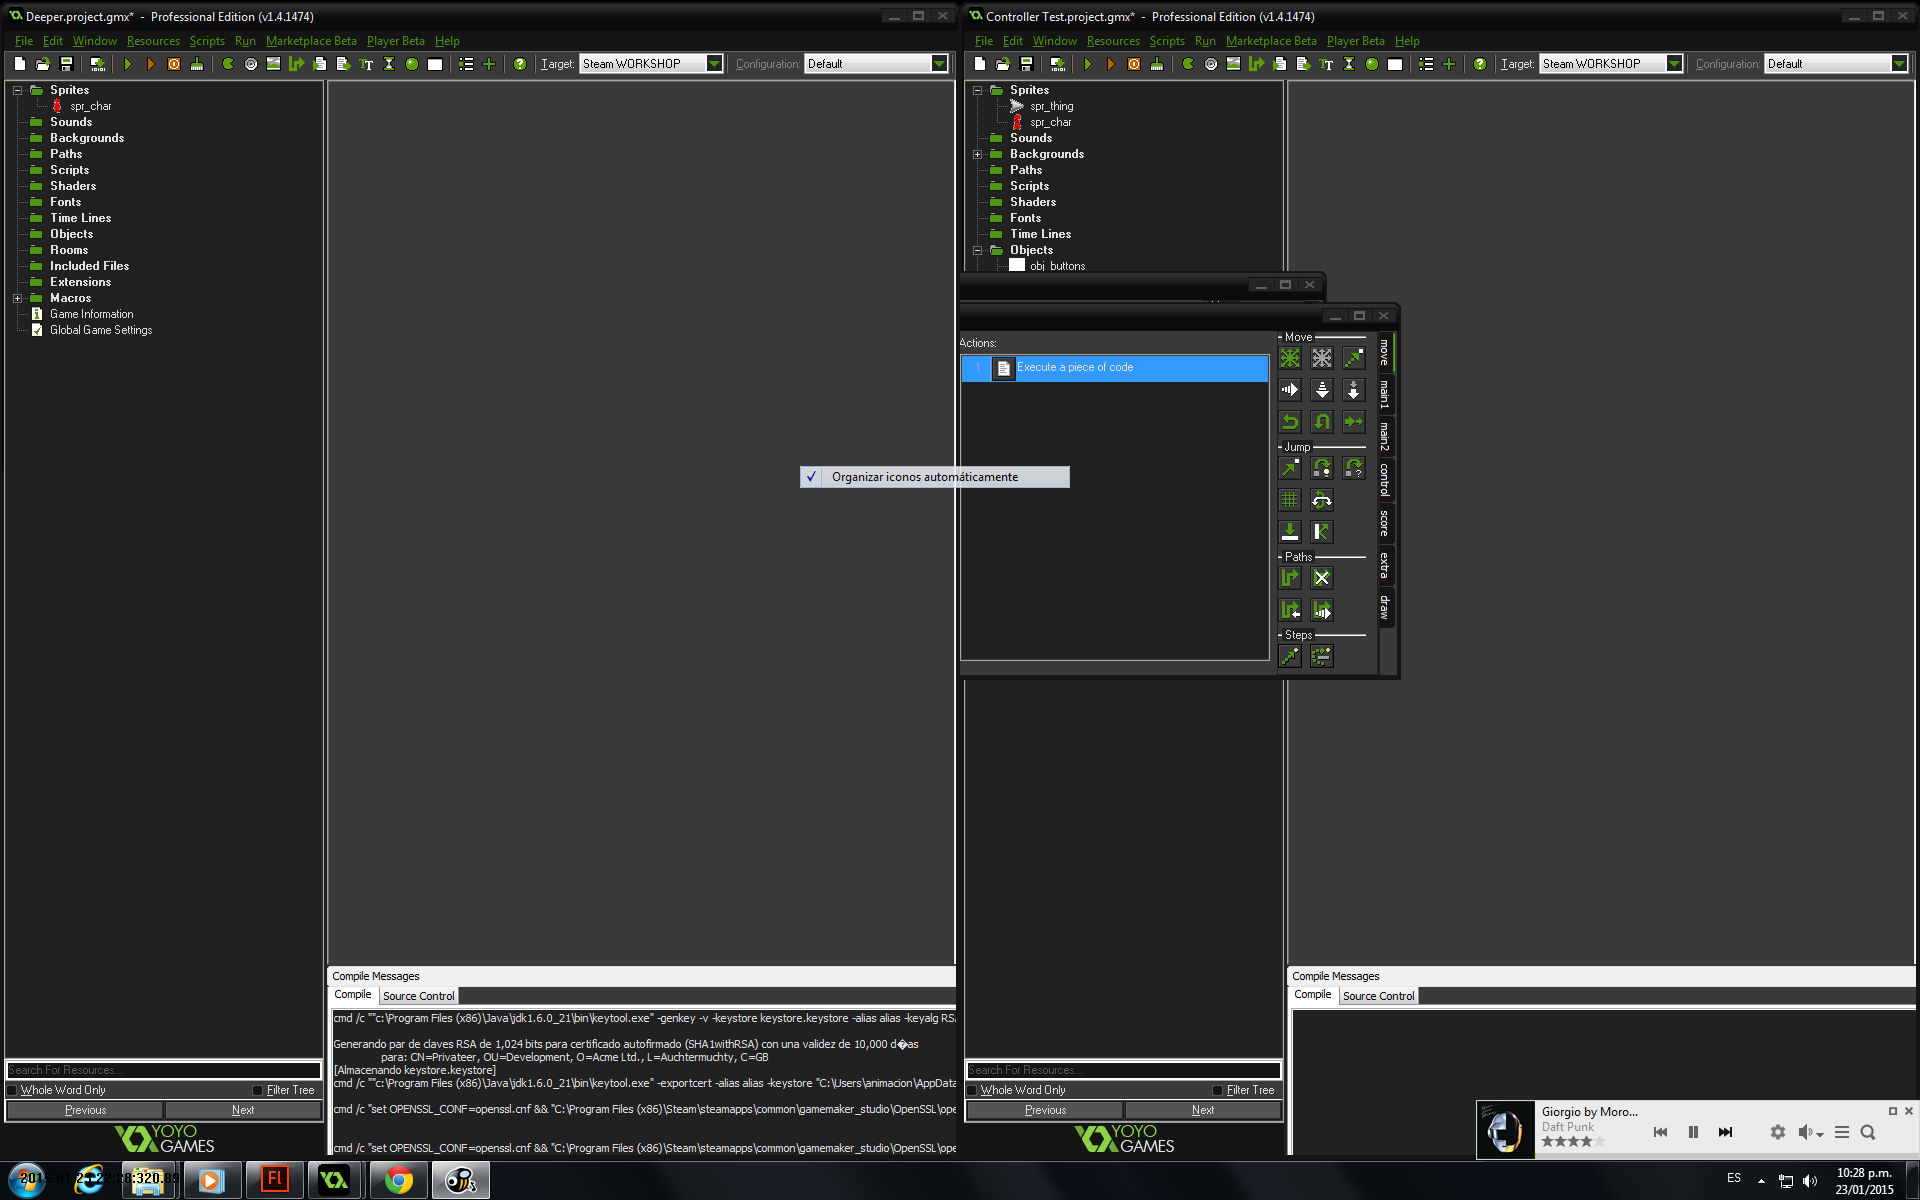 Deeper.project.gmx* - Professional Edition (v1.4.1474)
File Edit Window Resources Scripts Run Marketplace Beta Player Beta Help
Target: Steam WORKSHOP Configuration: Default
Sprites
spr_char
Sounds
Backgrounds
Paths
Scripts
Shaders
Fonts
Time Lines
Objects
Rooms
Included Files
Extensions
Macros
Game Information
Global Game Settings
Search For Resources...
Whole Word Only Filter Tree
Previous Next
YOYO
GAMES
Compile Messages
Compile Source Control
cmd /c ""c:\Program Files (x86)\Java\jdk1.6.0_21\bin\keytool.exe" -genkey -v -keystore keystore.keystore -alias alias -keyalg RS
Generando par de claves RSA de 1,024 bits para certificado autofirmado (SHA1withRSA) con una validez de 10,000 d�as
para: CN=Privateer, OU=Development, O=Acme Ltd., L=Auchtermuchty, C=GB
[Almacenando keystore.keystore]
cmd /c ""c:\Program Files (x86)\Java\jdk1.6.0_21\bin\keytool.exe" -exportcert -alias alias -keystore "C:\Users\animacion\AppData
cmd /c "set OPENSSL_CONF=openssl.cnf && "C:\Program Files (x86)\Steam\steamapps\common\gamemaker_studio\OpenSSL\ope
cmd /c "set OPENSSL_CONF=openssl.cnf && "C:\Program Files (x86)\Steam\steamapps\common\gamemaker_studio\OpenSSL\ope
Organizar iconos automáticamente
Controller Test.project.gmx* - Professional Edition (v1.4.1474)
File Edit Window Resources Scripts Run Marketplace Beta Player Beta Help
Target: Steam WORKSHOP Configuration: Default
Sprites
spr_thing
spr_char
Sounds
Backgrounds
Paths
Scripts
Shaders
Fonts
Time Lines
Objects
obj_buttons
Actions:
1 Execute a piece of code
Move
Jump
Paths
Steps
move
main1
main2
control
score
extra
draw
Search For Resources...
Whole Word Only Filter Tree
Previous Next
YOYO
GAMES
Compile Messages
Compile Source Control
Giorgio by Moro...
Daft Punk
ES
10:28 p.m.
23/01/2015